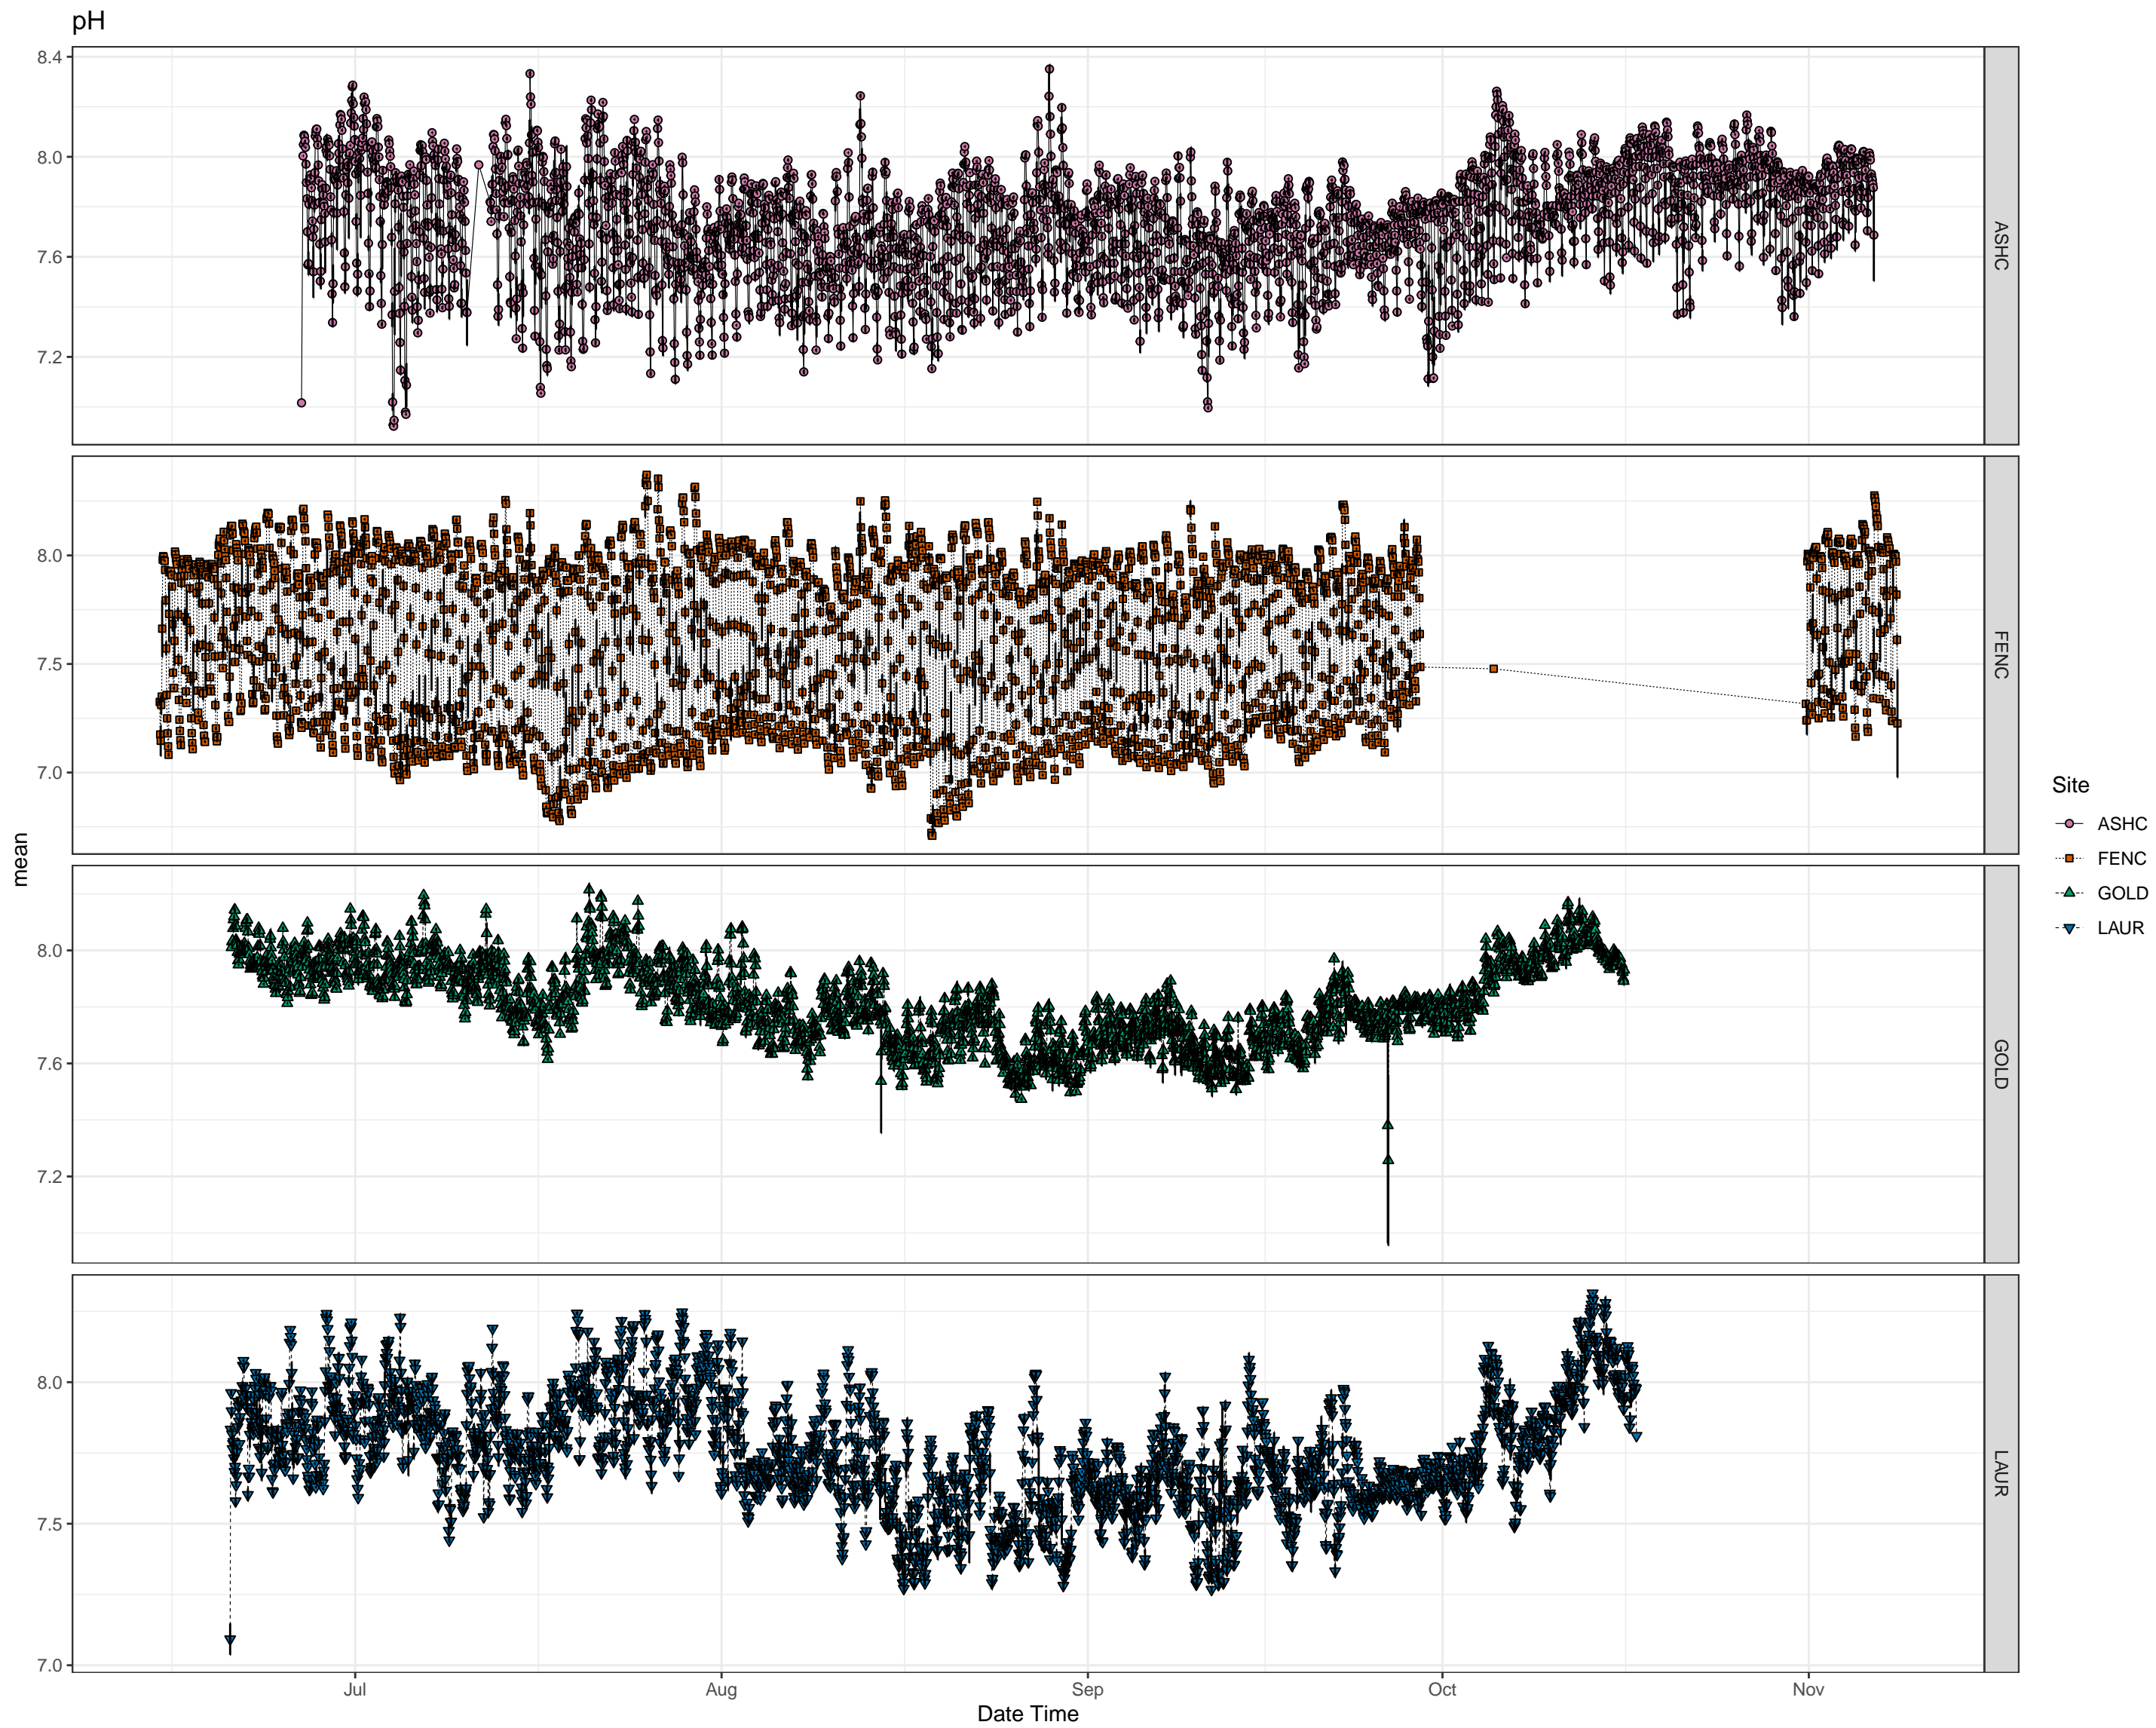 pH
8.4
8.0
7.6
7.2
ASHC
8.0
7.5
7.0
FENC
mean
8.0
7.6
7.2
GOLD
8.0
7.5
7.0
LAUR
Jul Aug Sep Oct Nov
Date Time
Site
ASHC
FENC
GOLD
LAUR